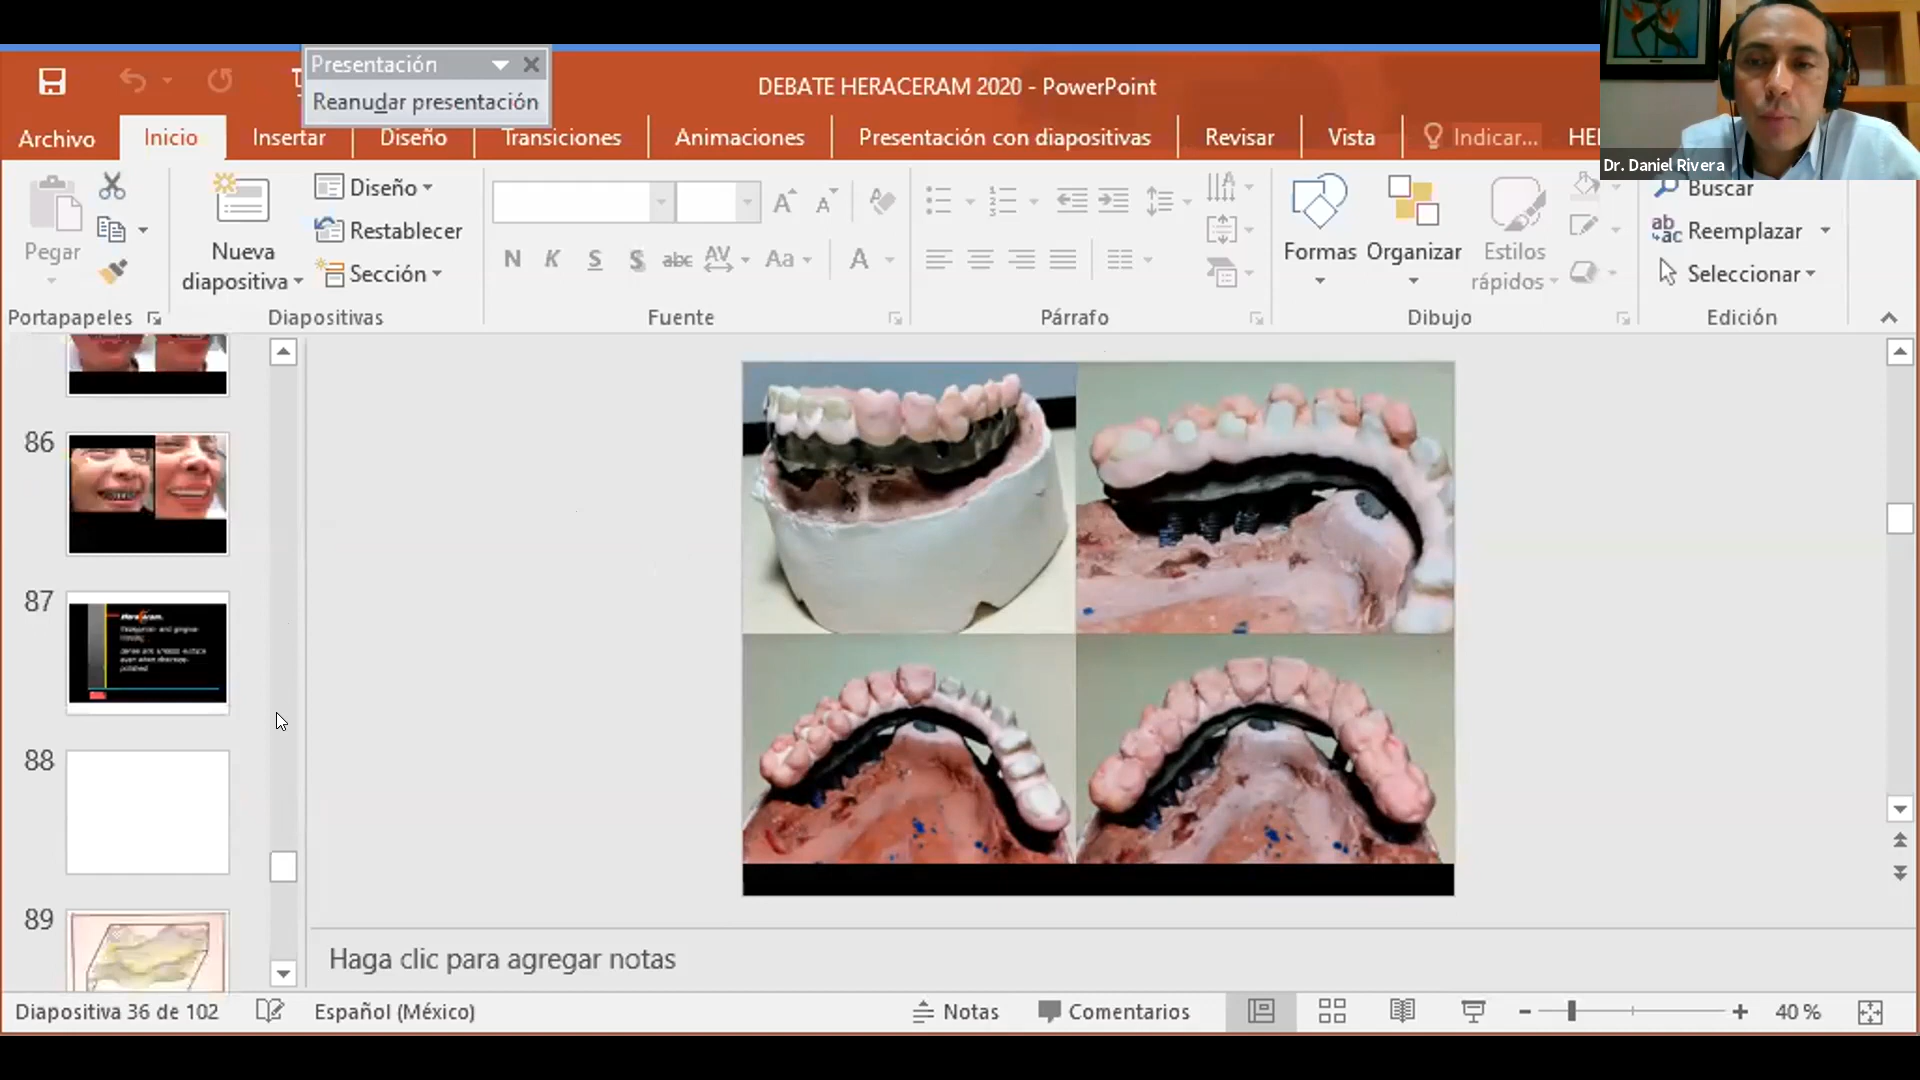 Presentación
Reanudar presentación
DEBATE HERACERAM 2020 - PowerPoint
Archivo
Inicio
Insertar
Diseño
Transiciones
Animaciones
Presentación con diapositivas
Revisar
Vista
Indicar...
Dr. Daniel Rivera
Pegar
Nueva
diapositiva
Diseño
Restablecer
Sección
N K S S abc AV Aa A
Formas
Organizar
Estilos
rápidos
Buscar
Reemplazar
Seleccionar
Portapapeles
Diapositivas
Fuente
Párrafo
Dibujo
Edición
86
87
88
89
Haga clic para agregar notas
Diapositiva 36 de 102
Español (México)
Notas
Comentarios
40 %